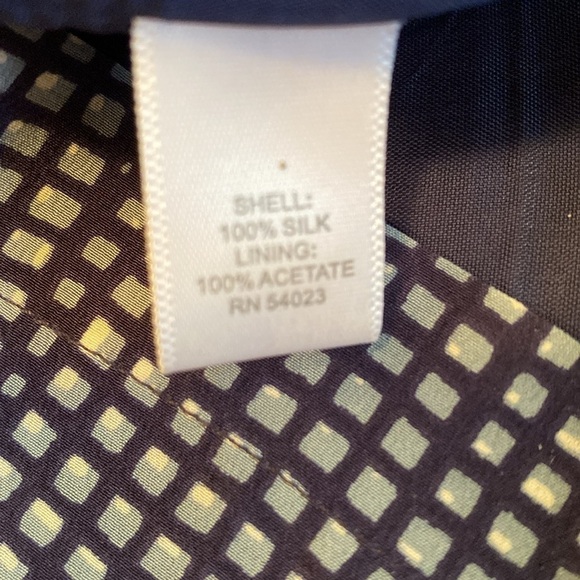 SHELL:
100% SILK
LINING:
100% ACETATE
RN 54023